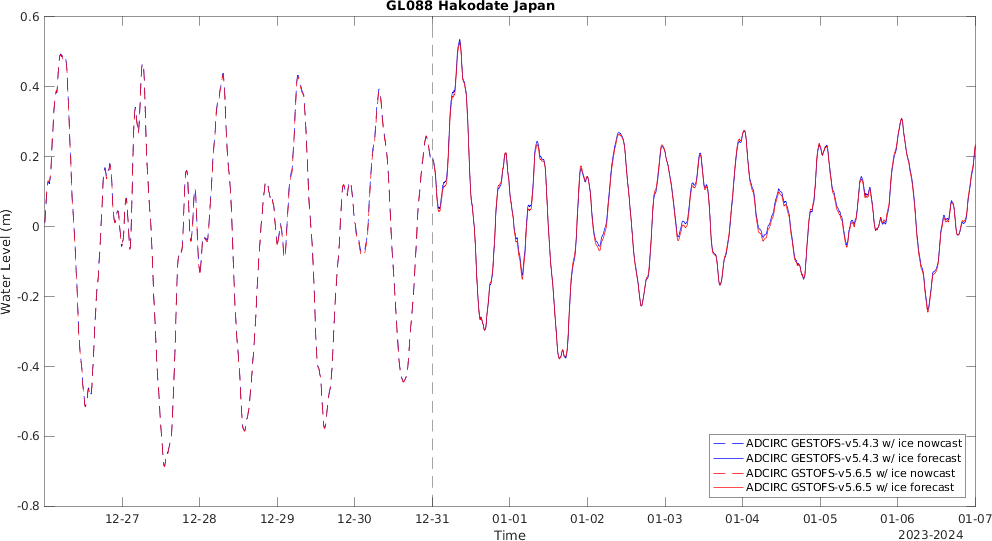 GL088 Hakodate Japan
0.6
0.4
0.2
0
-0.2
-0.4
-0.6
-0.8
Water Level (m)
12-27 12-28 12-29 12-30 12-31 01-01 01-02 01-03 01-04 01-05 01-06 01-07
Time
2023-2024
ADCIRC GESTOFS-v5.4.3 w/ ice nowcast
ADCIRC GESTOFS-v5.4.3 w/ ice forecast
ADCIRC GSTOFS-v5.6.5 w/ ice nowcast
ADCIRC GSTOFS-v5.6.5 w/ ice forecast